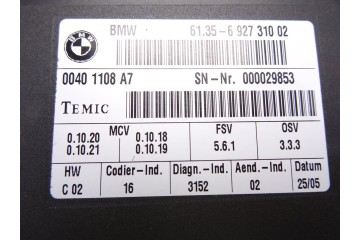 BMW 61.35-6 927 310 02
0040 1108 A7 SN-Nr. 000029853
TEMIC
0.10.20 MCV 0.10.18 FSV OSV
0.10.21 0.10.19 5.6.1 3.3.3
HW Codier-Ind. Diagn.-Ind. Aend.-Ind. Datum
C 02 16 3152 02 25/05